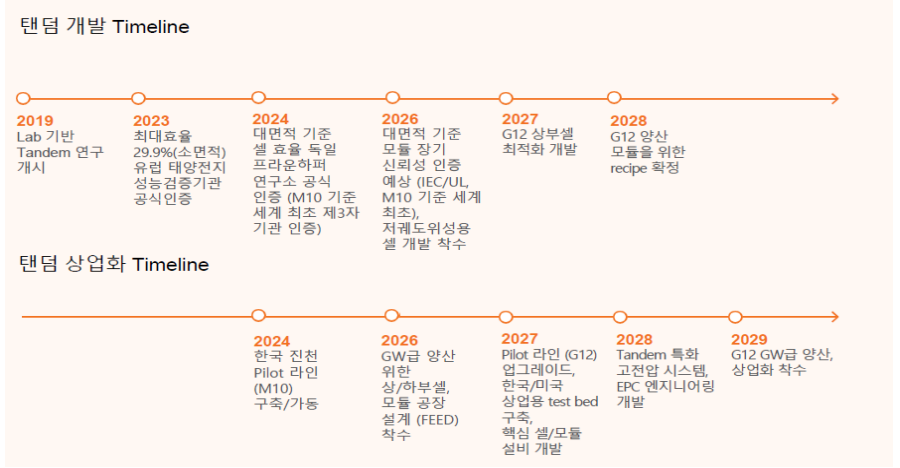 탠덤 개발 Timeline
2019
Lab 기반
Tandem 연구
개시
2023
최대효율
29.9%(소면적)
유럽 태양전지
성능검증기관
공식인증
2024
대면적 기준
셀 효율 독일
프라운하퍼
연구소 공식
인증 (M10 기준
세계 최초 제3자
기관 인증)
2026
대면적 기준
모듈 장기
신뢰성 인증
예상 (IEC/UL,
M10 기준 세계
최초),
저궤도위성용
셀 개발 착수
2027
G12 상부셀
최적화 개발
2028
G12 양산
모듈을 위한
recipe 확정
탠덤 상업화 Timeline
2024
한국 진천
Pilot 라인
(M10)
구축/가동
2026
GW급 양산
위한
상/하부셀,
모듈 공장
설계 (FEED)
착수
2027
Pilot 라인 (G12)
업그레이드,
한국/미국
상업용 test bed
구축,
핵심 셀/모듈
설비 개발
2028
Tandem 특화
고전압 시스템,
EPC 엔지니어링
개발
2029
G12 GW급 양산,
상업화 착수